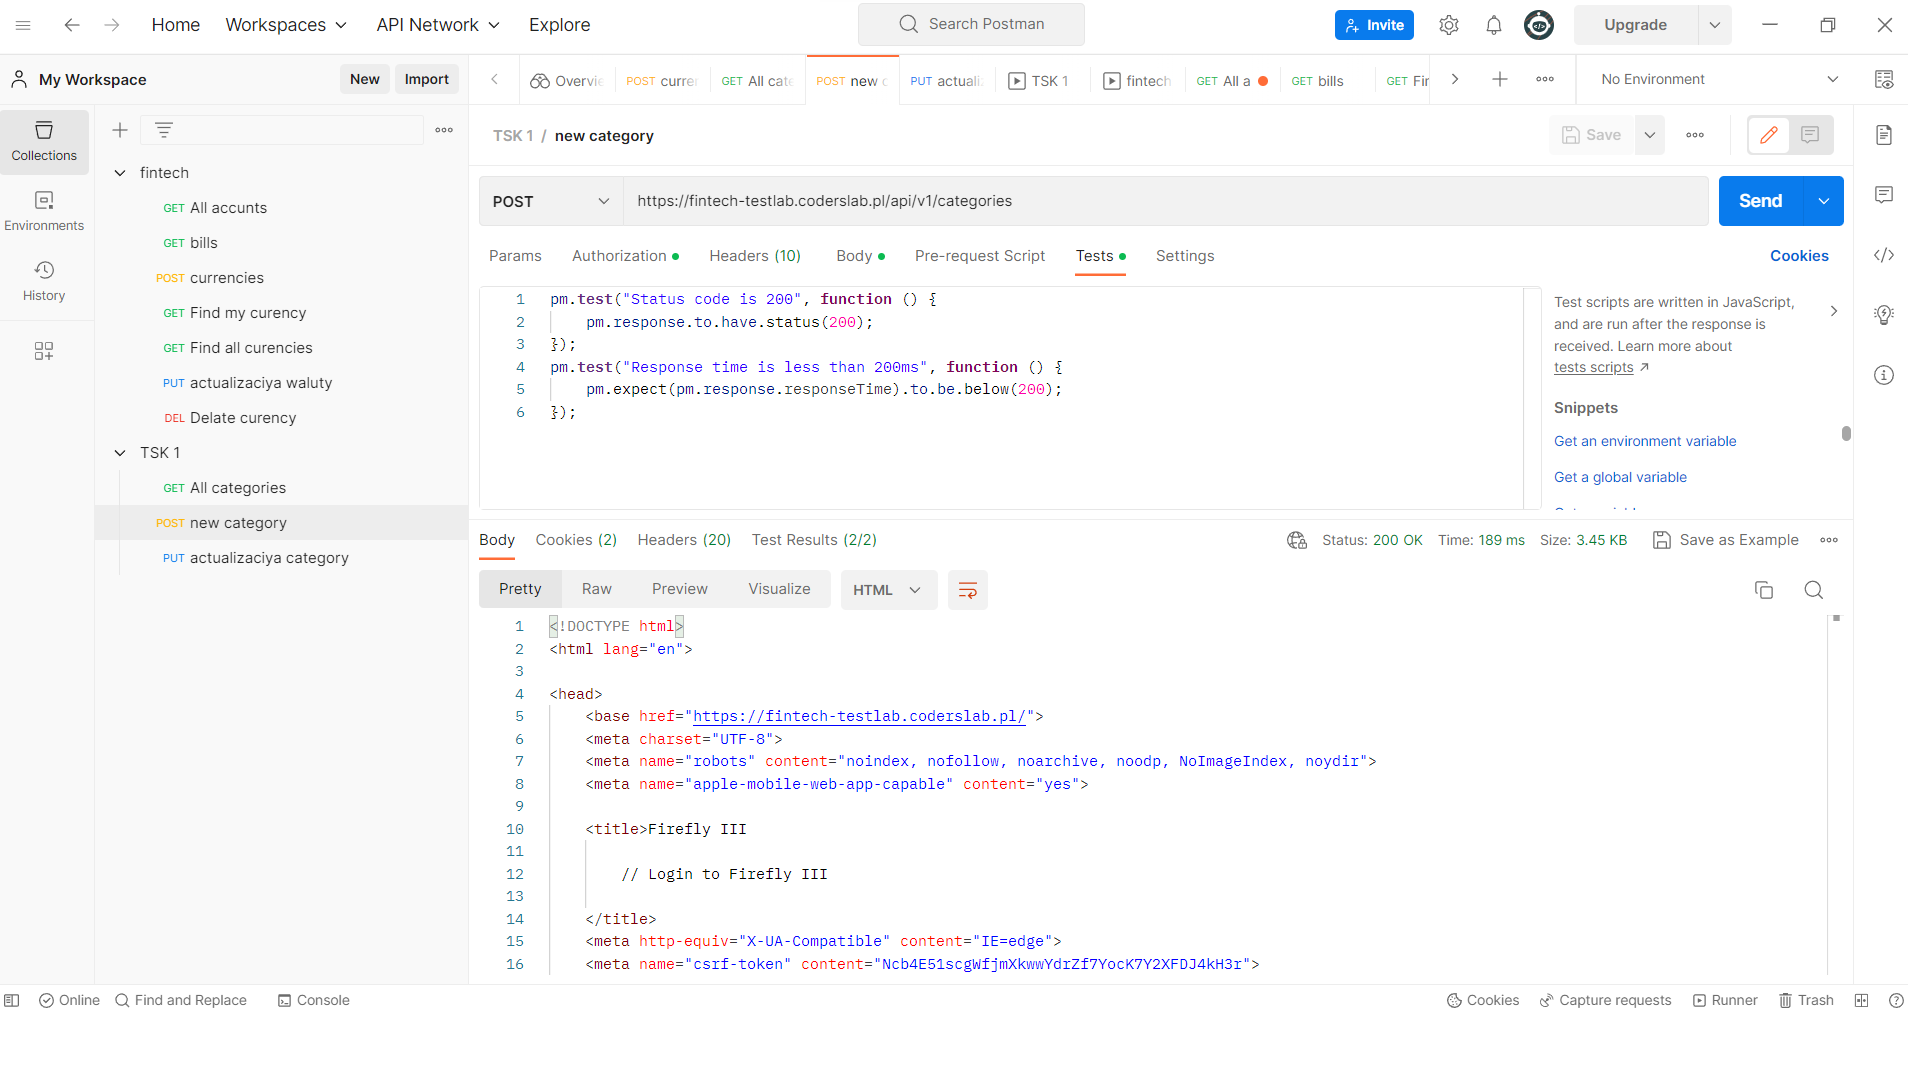 Home Workspaces API Network Explore Search Postman Invite Upgrade
My Workspace New Import
Overvie POST currer GET All cate POST new c PUT actuali TSK 1 fintech GET All a GET bills GET Fir No Environment
Collections
Environments
History
fintech
GET All accunts
GET bills
POST currencies
GET Find my curency
GET Find all curencies
PUT actualizaciya waluty
DEL Delate curency
TSK 1
GET All categories
POST new category
PUT actualizaciya category
TSK 1 / new category Save
POST https://fintech-testlab.coderslab.pl/api/v1/categories Send
Params Authorization Headers (10) Body Pre-request Script Tests Settings Cookies
1 pm.test("Status code is 200", function () {
2 pm.response.to.have.status(200);
3 });
4 pm.test("Response time is less than 200ms", function () {
5 pm.expect(pm.response.responseTime).to.be.below(200);
6 });
Test scripts are written in JavaScript,
and are run after the response is
received. Learn more about
tests scripts
Snippets
Get an environment variable
Get a global variable
Body Cookies (2) Headers (20) Test Results (2/2) Status: 200 OK Time: 189 ms Size: 3.45 KB Save as Example
Pretty Raw Preview Visualize HTML
1 <!DOCTYPE html>
2 <html lang="en">
3
4 <head>
5 <base href="https://fintech-testlab.coderslab.pl/">
6 <meta charset="UTF-8">
7 <meta name="robots" content="noindex, nofollow, noarchive, noodp, NoImageIndex, noydir">
8 <meta name="apple-mobile-web-app-capable" content="yes">
9
10 <title>Firefly III
11
12 // Login to Firefly III
13
14 </title>
15 <meta http-equiv="X-UA-Compatible" content="IE=edge">
16 <meta name="csrf-token" content="Ncb4E51scgWfjmXkwwYdrZf7YocK7Y2XFDJ4kH3r">
Online Find and Replace Console Cookies Capture requests Runner Trash